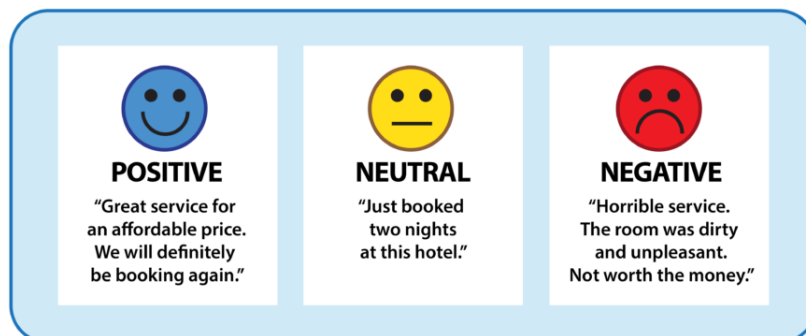 POSITIVE
“Great service for
an affordable price.
We will definitely
be booking again.”
NEUTRAL
“Just booked
two nights
at this hotel.”
NEGATIVE
“Horrible service.
The room was dirty
and unpleasant.
Not worth the money.”